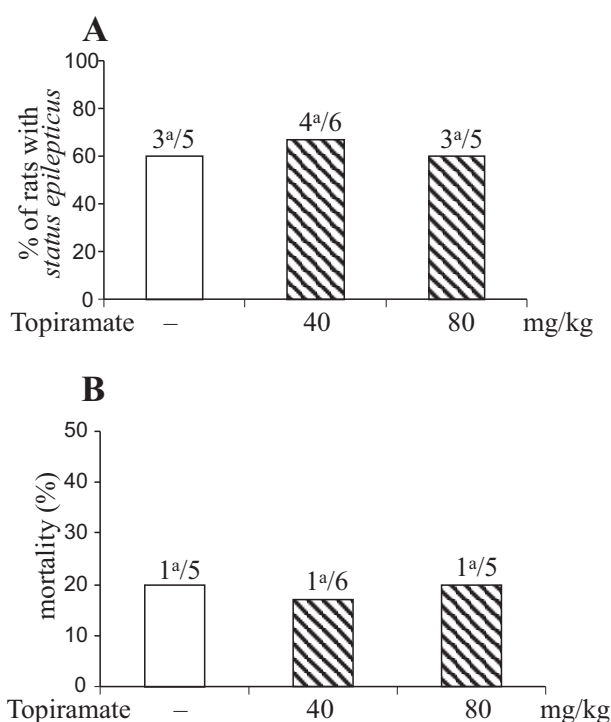 A
% of rats with
status epilepticus
100
80
60
40
20
0
3ᵃ/5
4ᵃ/6
3ᵃ/5
Topiramate – 40 80 mg/kg
B
mortality (%)
50
40
30
20
10
0
1ᵃ/5
1ᵃ/6
1ᵃ/5
Topiramate – 40 80 mg/kg